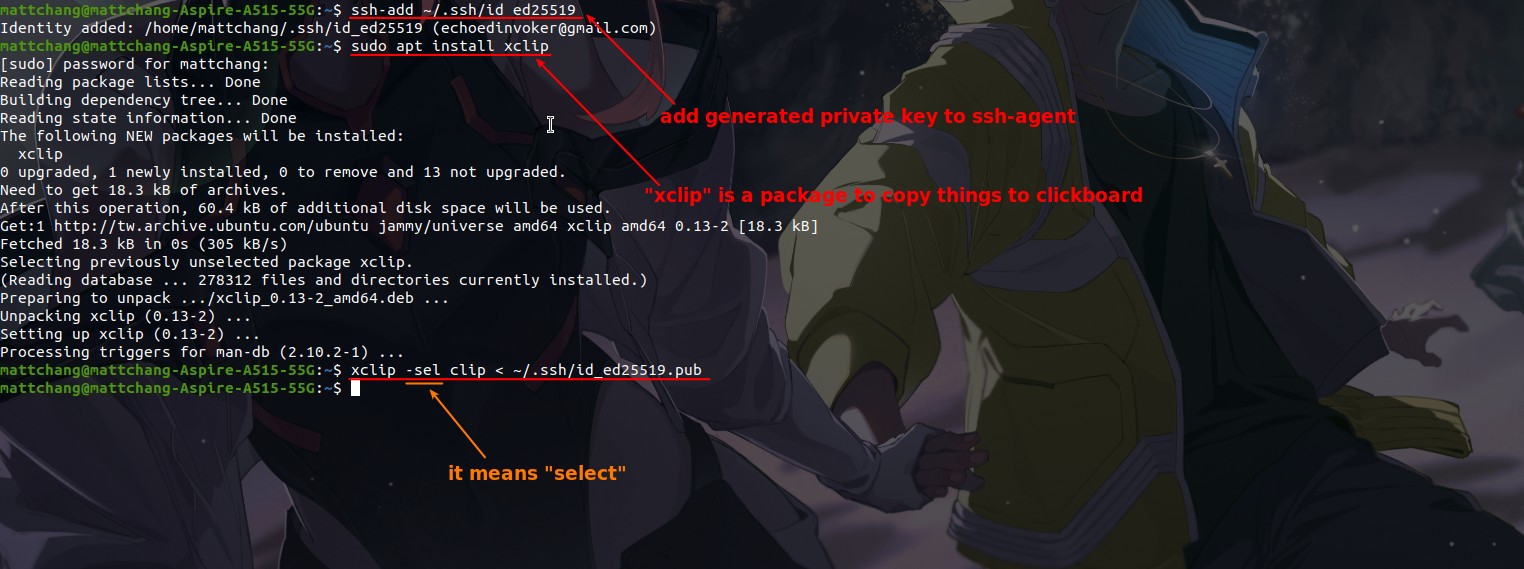 mattchang@mattchang-Aspire-A515-55G:~$ ssh-add ~/.ssh/id_ed25519
Identity added: /home/mattchang/.ssh/id_ed25519 (echoedinvoker@gmail.com)
mattchang@mattchang-Aspire-A515-55G:~$ sudo apt install xclip
[sudo] password for mattchang:
Reading package lists... Done
Building dependency tree... Done
Reading state information... Done
add generated private key to ssh-agent
The following NEW packages will be installed:
xclip
0 upgraded, 1 newly installed, 0 to remove and 13 not upgraded.
Need to get 18.3 kB of archives.
"xclip" is a package to copy things to clickboard
After this operation, 60.4 kB of additional disk space will be used.
Get:1 http://tw.archive.ubuntu.com/ubuntu jammy/universe amd64 xclip amd64 0.13-2 [18.3 kB]
Fetched 18.3 kB in 0s (305 kB/s)
Selecting previously unselected package xclip.
(Reading database ... 278312 files and directories currently installed.)
Preparing to unpack .../xclip_0.13-2_amd64.deb ...
Unpacking xclip (0.13-2) ...
Setting up xclip (0.13-2) ...
Processing triggers for man-db (2.10.2-1) ...
mattchang@mattchang-Aspire-A515-55G:~$ xclip -sel clip < ~/.ssh/id_ed25519.pub
mattchang@mattchang-Aspire-A515-55G:~$
it means "select"